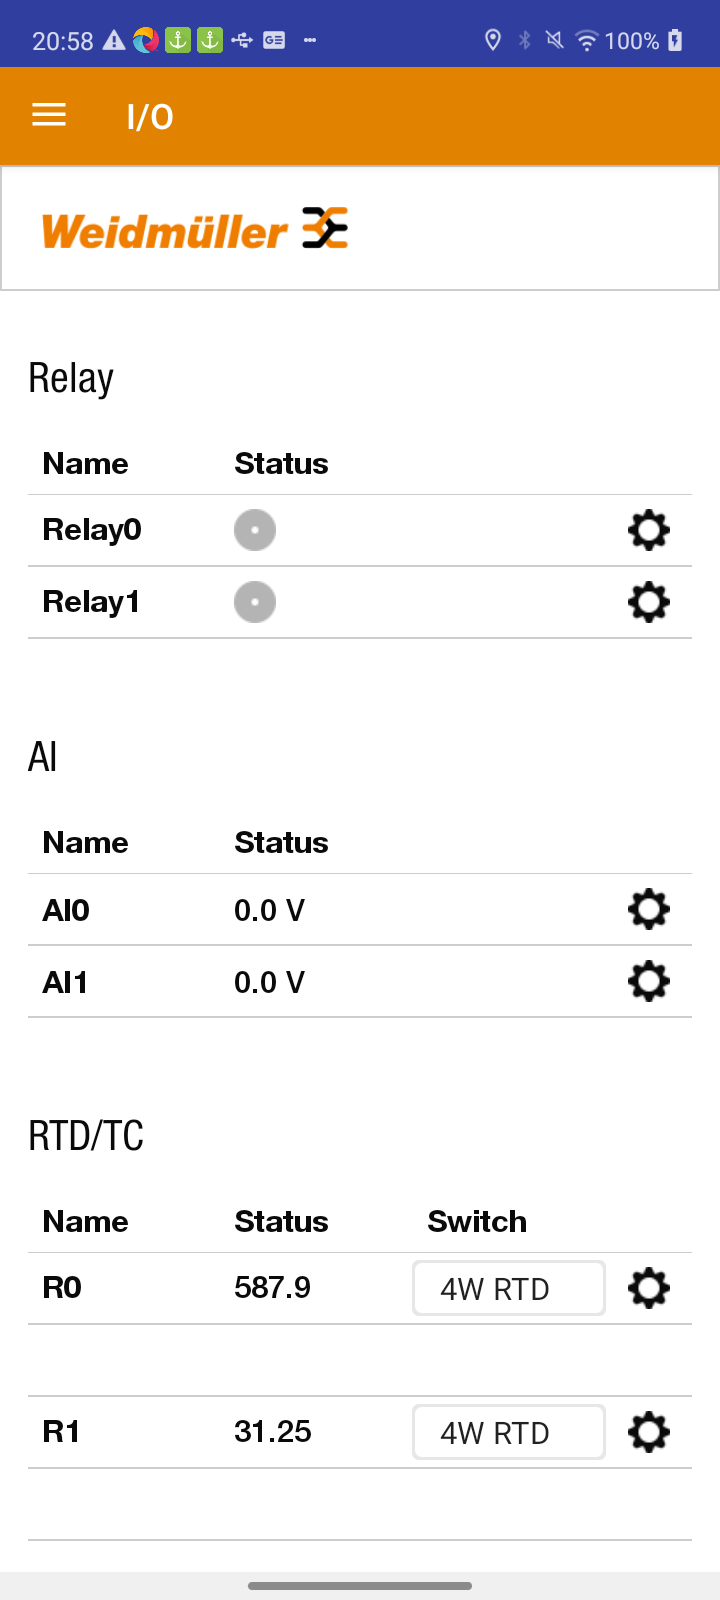 20:58 100%
I/O
Weidmüller
Relay
Name Status
Relay0
Relay1
AI
Name Status
AI0 0.0 V
AI1 0.0 V
RTD/TC
Name Status Switch
R0 587.9 4W RTD
R1 31.25 4W RTD